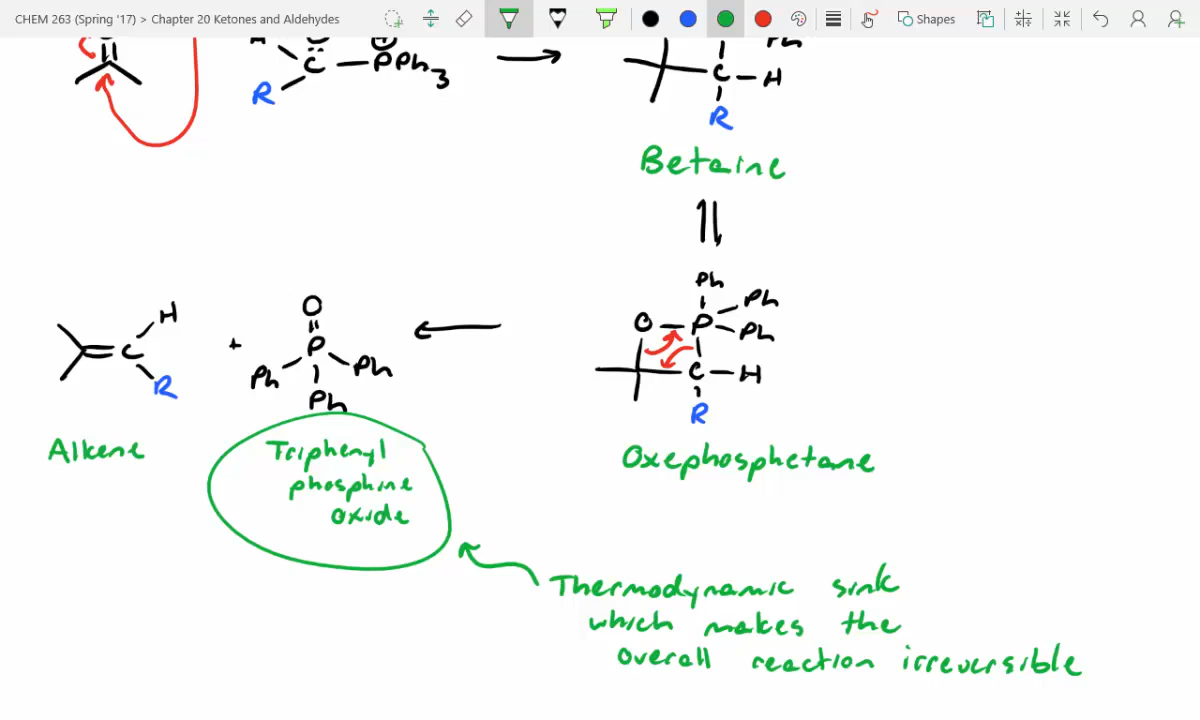 CHEM 263 (Spring '17) > Chapter 20 Ketones and Aldehydes
Shapes
C
PPh3
R
Ph
C-H
R
Betaine
Ph
Ph
O-P-Ph
C-H
R
Oxephosphetane
H
C
R
Alkene
+
O
P
Ph
Ph
Ph
Triphenyl
phosphine
oxide
Thermodynamic sink
which makes the
overall reaction irreversible